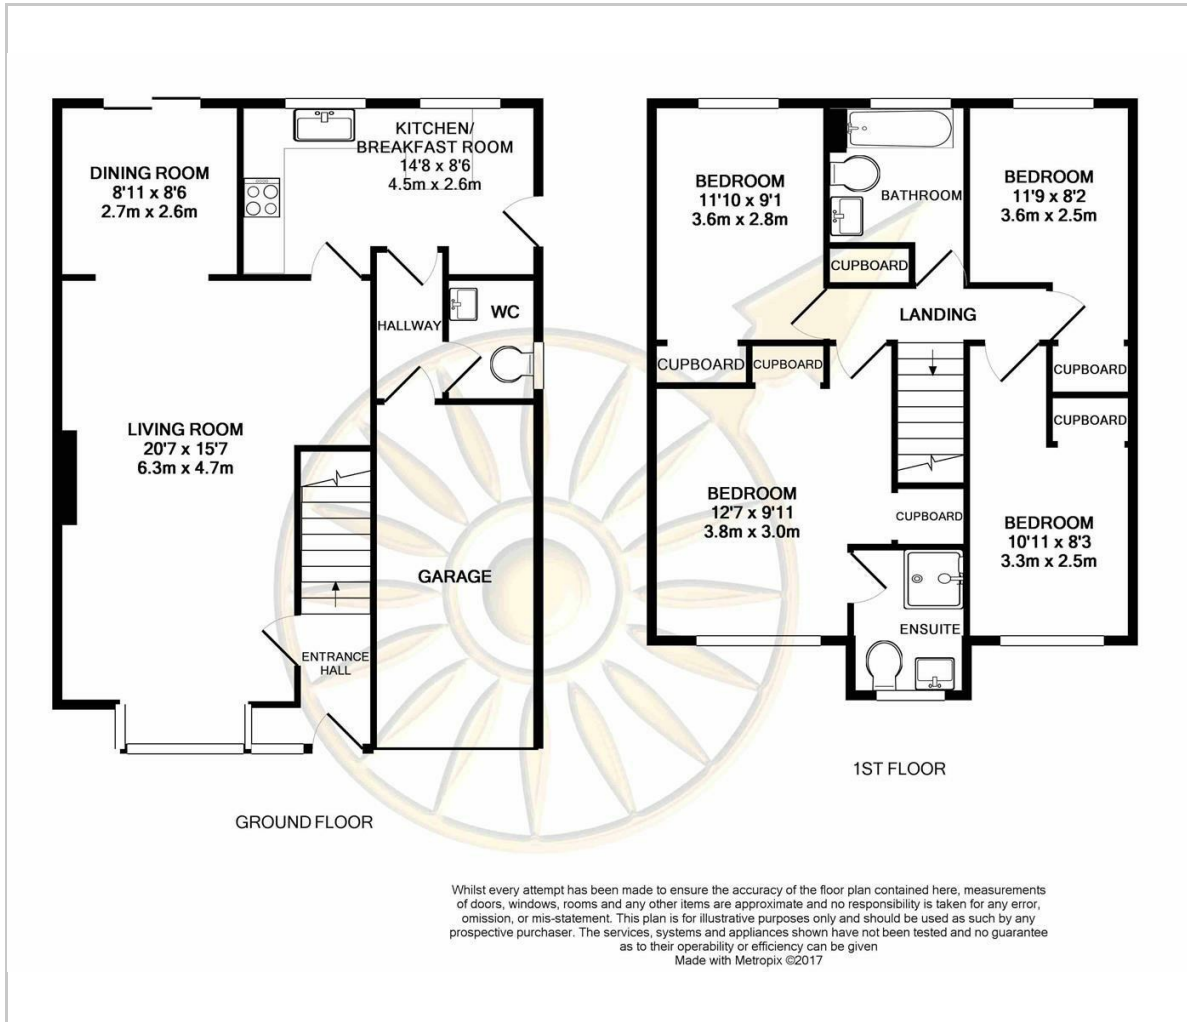 DINING ROOM
8'11 x 8'6
2.7m x 2.6m
KITCHEN/
BREAKFAST ROOM
14'8 x 8'6
4.5m x 2.6m
HALLWAY
WC
LIVING ROOM
20'7 x 15'7
6.3m x 4.7m
GARAGE
ENTRANCE
HALL
GROUND FLOOR
BEDROOM
11'10 x 9'1
3.6m x 2.8m
BATHROOM
BEDROOM
11'9 x 8'2
3.6m x 2.5m
CUPBOARD
LANDING
CUPBOARD
CUPBOARD
CUPBOARD
CUPBOARD
BEDROOM
12'7 x 9'11
3.8m x 3.0m
CUPBOARD
BEDROOM
10'11 x 8'3
3.3m x 2.5m
ENSUITE
1ST FLOOR
Whilst every attempt has been made to ensure the accuracy of the floor plan contained here, measurements
of doors, windows, rooms and any other items are approximate and no responsibility is taken for any error,
omission, or mis-statement. This plan is for illustrative purposes only and should be used as such by any
prospective purchaser. The services, systems and appliances shown have not been tested and no guarantee
as to their operability or efficiency can be given
Made with Metropix ©2017